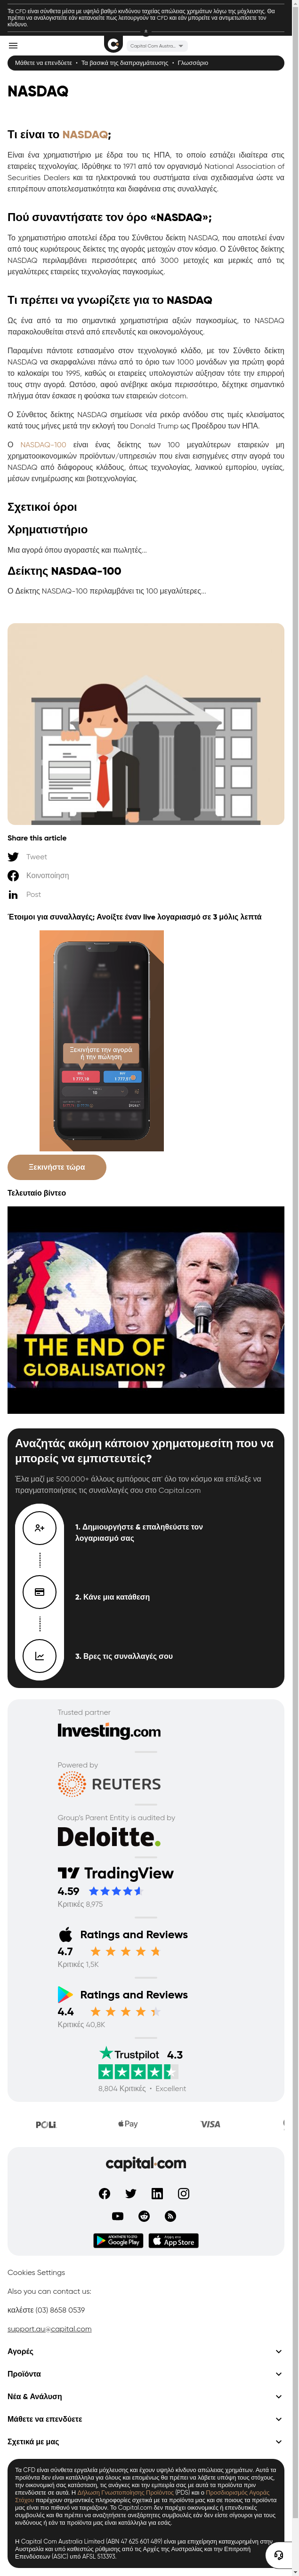 Τα CFD είναι σύνθετα μέσα με υψηλό βαθμό κινδύνου ταχείας απώλειας χρημάτων λόγω της μόχλευσης. Θα
πρέπει να αναλογιστείτε εάν κατανοείτε πως λειτουργούν τα CFD και εάν μπορείτε να αντιμετωπίσετε τον
κίνδυνο.
Capital Com Austra...
Μάθετε να επενδύετε • Τα βασικά της διαπραγμάτευσης • Γλωσσάριο
NASDAQ
Τι είναι το NASDAQ;
Είναι ένα χρηματιστήριο με έδρα του τις ΗΠΑ, το οποίο εστιάζει ιδιαίτερα στις
εταιρείες τεχνολογίας. Ιδρύθηκε το 1971 από τον οργανισμό National Association of
Securities Dealers και τα ηλεκτρονικά του συστήματα είναι σχεδιασμένα ώστε να
επιτρέπουν αποτελεσματικότητα και διαφάνεια στις συναλλαγές.
Πού συναντήσατε τον όρο «NASDAQ»;
Το χρηματιστήριο αποτελεί έδρα του Σύνθετου δείκτη NASDAQ, που αποτελεί έναν
από τους κυριότερους δείκτες της αγοράς μετοχών στον κόσμο. Ο Σύνθετος δείκτης
NASDAQ περιλαμβάνει περισσότερες από 3000 μετοχές και μερικές από τις
μεγαλύτερες εταιρείες τεχνολογίας παγκοσμίως.
Τι πρέπει να γνωρίζετε για το NASDAQ
Ως ένα από τα πιο σημαντικά χρηματιστήρια αξιών παγκοσμίως, το NASDAQ
παρακολουθείται στενά από επενδυτές και οικονομολόγους.
Παραμένει πάντοτε εστιασμένο στον τεχνολογικό κλάδο, με τον Σύνθετο δείκτη
NASDAQ να σκαρφαλώνει πάνω από το όριο των 1000 μονάδων για πρώτη φορά
το καλοκαίρι του 1995, καθώς οι εταιρείες υπολογιστών αύξησαν τότε την επιρροή
τους στην αγορά. Ωστόσο, αφού ανέβηκε ακόμα περισσότερο, δέχτηκε σημαντικό
πλήγμα όταν έσκασε η φούσκα των εταιρειών dotcom.
Ο Σύνθετος δείκτης NASDAQ σημείωσε νέα ρεκόρ ανόδου στις τιμές κλεισίματος
κατά τους μήνες μετά την εκλογή του Donald Trump ως Προέδρου των ΗΠΑ.
Ο NASDAQ-100 είναι ένας δείκτης των 100 μεγαλύτερων εταιρειών μη
χρηματοοικονομικών προϊόντων/υπηρεσιών που είναι εισηγμένες στην αγορά του
NASDAQ από διάφορους κλάδους, όπως τεχνολογίας, λιανικού εμπορίου, υγείας,
μέσων ενημέρωσης και βιοτεχνολογίας.
Σχετικοί όροι
Χρηματιστήριο
Μια αγορά όπου αγοραστές και πωλητές...
Δείκτης NASDAQ-100
Ο Δείκτης NASDAQ-100 περιλαμβάνει τις 100 μεγαλύτερες...
Share this article
Tweet
Κοινοποίηση
Post
Έτοιμοι για συναλλαγές; Ανοίξτε έναν live λογαριασμό σε 3 μόλις λεπτά
Ξεκινήστε την αγορά
ή την πώληση
Ξεκινήστε τώρα
Τελευταίο βίντεο
THE END OF
GLOBALISATION?
Αναζητάς ακόμη κάποιον χρηματομεσίτη που να
μπορείς να εμπιστευτείς?
Έλα μαζί με 500.000+ άλλους εμπόρους απ' όλο τον κόσμο και επέλεξε να
πραγματοποιήσεις τις συναλλαγές σου στο Capital.com
1. Δημιουργήστε & επαληθεύστε τον
λογαριασμό σας
2. Κάνε μια κατάθεση
3. Βρες τις συναλλαγές σου
Trusted partner
Investing.com
Powered by
REUTERS
Group's Parent Entity is audited by
Deloitte.
TradingView
4.59
Κριτικές 8,975
Ratings and Reviews
4.7
Κριτικές 1,5K
Ratings and Reviews
4.4
Κριτικές 40,8K
Trustpilot 4.3
8,804 Κριτικές • Excellent
POLi Pay VISA
capital.com
Google Play
App Store
Cookies Settings
Also you can contact us:
καλέστε (03) 8658 0539
support.au@capital.com
Αγορές
Προϊόντα
Νέα & Ανάλυση
Μάθετε να επενδύετε
Σχετικά με μας
Τα CFD είναι σύνθετα εργαλεία μόχλευσης και έχουν υψηλό κίνδυνο απώλειας χρημάτων. Αυτά τα
προϊόντα δεν είναι κατάλληλα για όλους και επομένως θα πρέπει να λάβετε υπόψη τους στόχους,
την οικονομική σας κατάσταση, τις ανάγκες και την εμπειρία σας με αυτά τα προϊόντα πριν
επενδύσετε σε αυτά. Η Δήλωση Γνωστοποίησης Προϊόντος (PDS) και ο Προσδιορισμός Αγοράς
Στόχου παρέχουν σημαντικές πληροφορίες σχετικά με τα προϊόντα μας και σε ποιους τα προϊόντα
μας είναι πιο πιθανό να ταιριάζουν. Το Capital.com δεν παρέχει οικονομικές ή επενδυτικές
συμβουλές και θα πρέπει να αναζητήσετε ανεξάρτητες συμβουλές εάν δεν είστε σίγουροι για τους
κινδύνους ή εάν τα προϊόντα μας είναι κατάλληλα για εσάς.
Η Capital Com Australia Limited (ABN 47 625 601 489) είναι μια επιχείρηση καταχωρημένη στην
Αυστραλία και υπό καθεστώς ρύθμισης από τις Αρχές της Αυστραλίας και την Επιτροπή
Επενδύσεων (ASIC) υπό AFSL 513393.